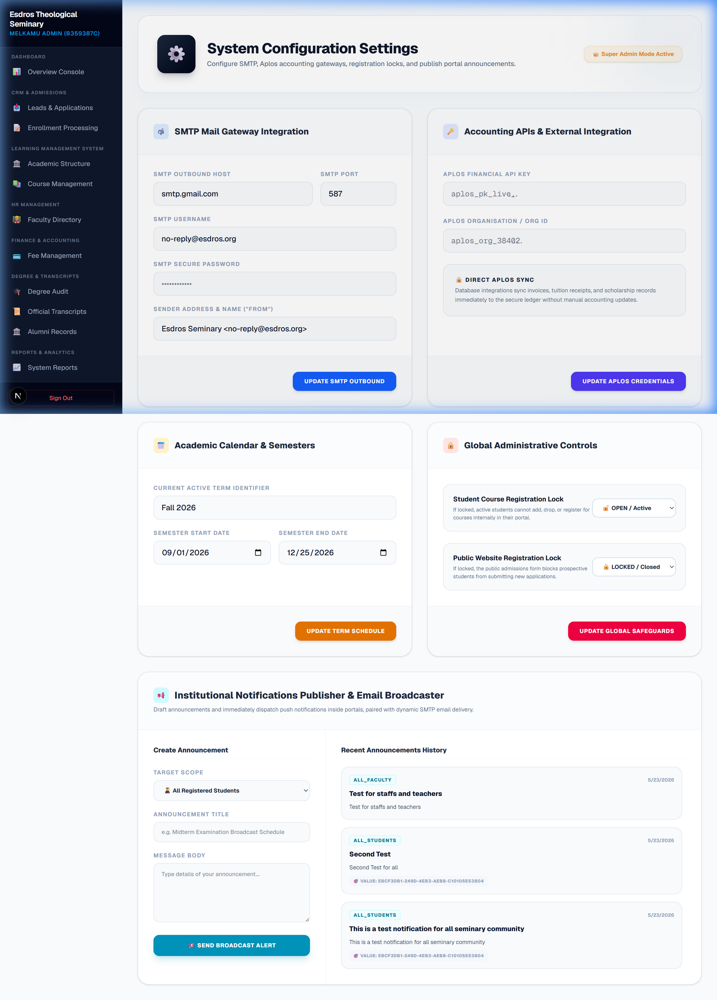 Esdros Theological
Seminary
MELKAMU ADMIN (B359387C)
DASHBOARD
Overview Console
CRM & ADMISSIONS
Leads & Applications
Enrollment Processing
LEARNING MANAGEMENT SYSTEM
Academic Structure
Course Management
HR MANAGEMENT
Faculty Directory
FINANCE & ACCOUNTING
Fee Management
DEGREE & TRANSCRIPTS
Degree Audit
Official Transcripts
Alumni Records
REPORTS & ANALYTICS
System Reports
N
Sign Out
System Configuration Settings
Configure SMTP, Aplos accounting gateways, registration locks, and publish portal announcements.
Super Admin Mode Active
SMTP Mail Gateway Integration
SMTP OUTBOUND HOST
SMTP PORT
smtp.gmail.com
587
SMTP USERNAME
no-reply@esdros.org
SMTP SECURE PASSWORD
••••••••••••
SENDER ADDRESS & NAME ("FROM")
Esdros Seminary <no-reply@esdros.org>
UPDATE SMTP OUTBOUND
Accounting APIs & External Integration
APLOS FINANCIAL API KEY
aplos_pk_live_.
APLOS ORGANISATION / ORG ID
aplos_org_38402.
DIRECT APLOS SYNC
Database integrations sync invoices, tuition receipts, and scholarship records
immediately to the secure ledger without manual accounting updates.
UPDATE APLOS CREDENTIALS
Academic Calendar & Semesters
CURRENT ACTIVE TERM IDENTIFIER
Fall 2026
SEMESTER START DATE
SEMESTER END DATE
09/01/2026
12/25/2026
UPDATE TERM SCHEDULE
Global Administrative Controls
Student Course Registration Lock
If locked, active students cannot add, drop, or register for
courses internally in their portal.
OPEN / Active
Public Website Registration Lock
If locked, the public admissions form blocks prospective
students from submitting new applications.
LOCKED / Closed
UPDATE GLOBAL SAFEGUARDS
Institutional Notifications Publisher & Email Broadcaster
Draft announcements and immediately dispatch push notifications inside portals, paired with dynamic SMTP email delivery.
Create Announcement
TARGET SCOPE
All Registered Students
ANNOUNCEMENT TITLE
e.g. Midterm Examination Broadcast Schedule
MESSAGE BODY
Type details of your announcement...
SEND BROADCAST ALERT
Recent Announcements History
ALL_FACULTY
5/23/2026
Test for staffs and teachers
Test for staffs and teachers
ALL_STUDENTS
5/23/2026
Second Test
Second Test for all
VALUE: EBCF3DB1-249D-4EB3-AEB8-C10105E53804
ALL_STUDENTS
5/23/2026
This is a test notification for all seminary community
This is a test notification for all seminary community
VALUE: EBCF3DB1-249D-4EB3-AEB8-C10105E53804